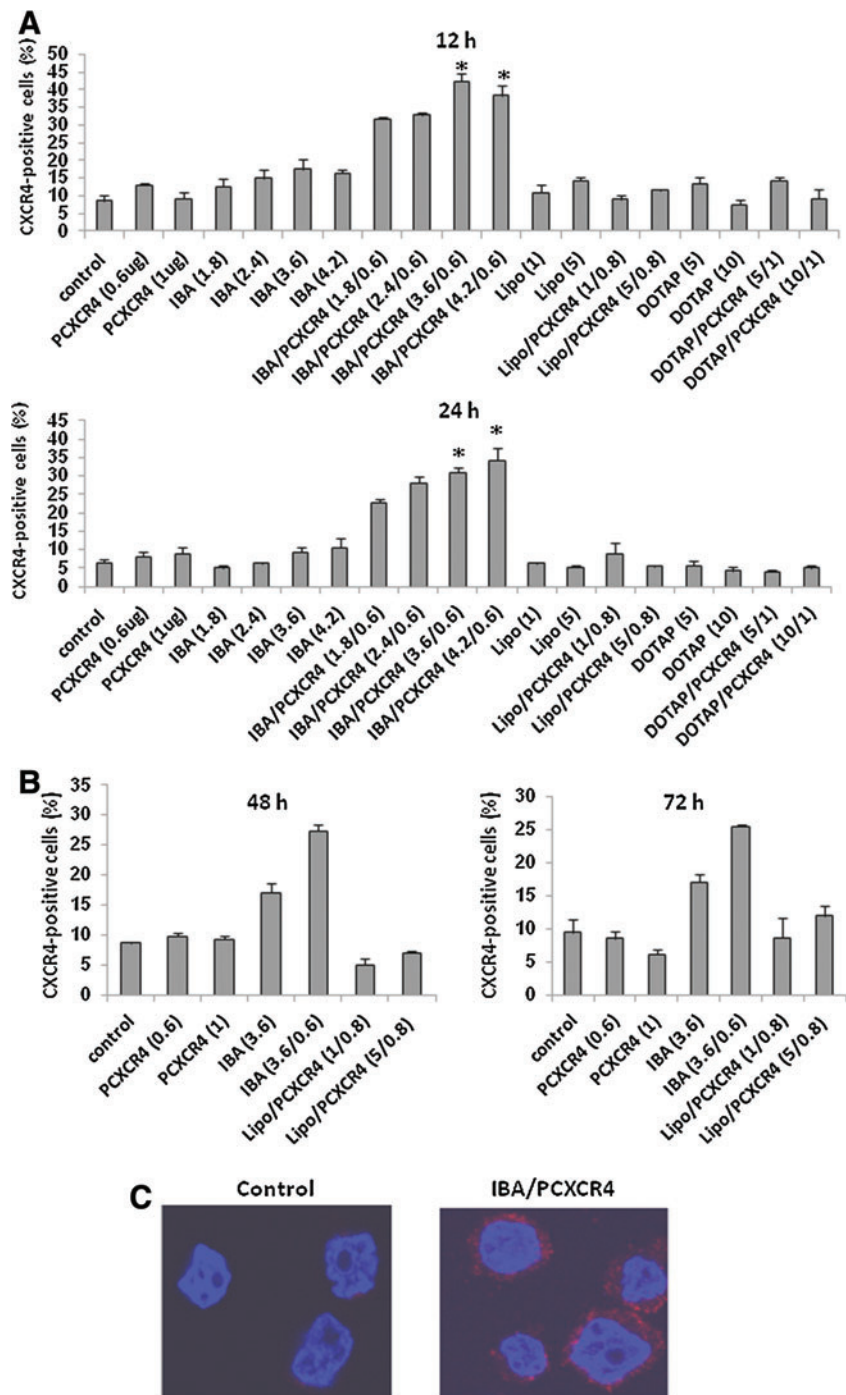 A
12 h
CXCR4-positive cells (%)
50
45
40
35
30
25
20
15
10
5
0
* *
control
PCXCR4 (0.6ug)
PCXCR4 (1ug)
IBA (1.8)
IBA (2.4)
IBA (3.6)
IBA (4.2)
IBA/PCXCR4 (1.8/0.6)
IBA/PCXCR4 (2.4/0.6)
IBA/PCXCR4 (3.6/0.6)
IBA/PCXCR4 (4.2/0.6)
Lipo (1)
Lipo (5)
Lipo/PCXCR4 (1/0.8)
Lipo/PCXCR4 (5/0.8)
DOTAP (5)
DOTAP (10)
DOTAP/PCXCR4 (5/1)
DOTAP/PCXCR4 (10/1)
24 h
CXCR4-positive cells (%)
45
40
35
30
25
20
15
10
5
0
* *
control
PCXCR4 (0.6ug)
PCXCR4 (1ug)
IBA (1.8)
IBA (2.4)
IBA (3.6)
IBA (4.2)
IBA/PCXCR4 (1.8/0.6)
IBA/PCXCR4 (2.4/0.6)
IBA/PCXCR4 (3.6/0.6)
IBA/PCXCR4 (4.2/0.6)
Lipo (1)
Lipo (5)
Lipo/PCXCR4 (1/0.8)
Lipo/PCXCR4 (5/0.8)
DOTAP (5)
DOTAP (10)
DOTAP/PCXCR4 (5/1)
DOTAP/PCXCR4 (10/1)
B
48 h
CXCR4-positive cells (%)
35
30
25
20
15
10
5
0
control
PCXCR4 (0.6)
PCXCR4 (1)
IBA (3.6)
IBA (3.6/0.6)
Lipo/PCXCR4 (1/0.8)
Lipo/PCXCR4 (5/0.8)
72 h
CXCR4-positive cells (%)
30
25
20
15
10
5
0
control
PCXCR4 (0.6)
PCXCR4 (1)
IBA (3.6)
IBA (3.6/0.6)
Lipo/PCXCR4 (1/0.8)
Lipo/PCXCR4 (5/0.8)
C
Control
IBA/PCXCR4